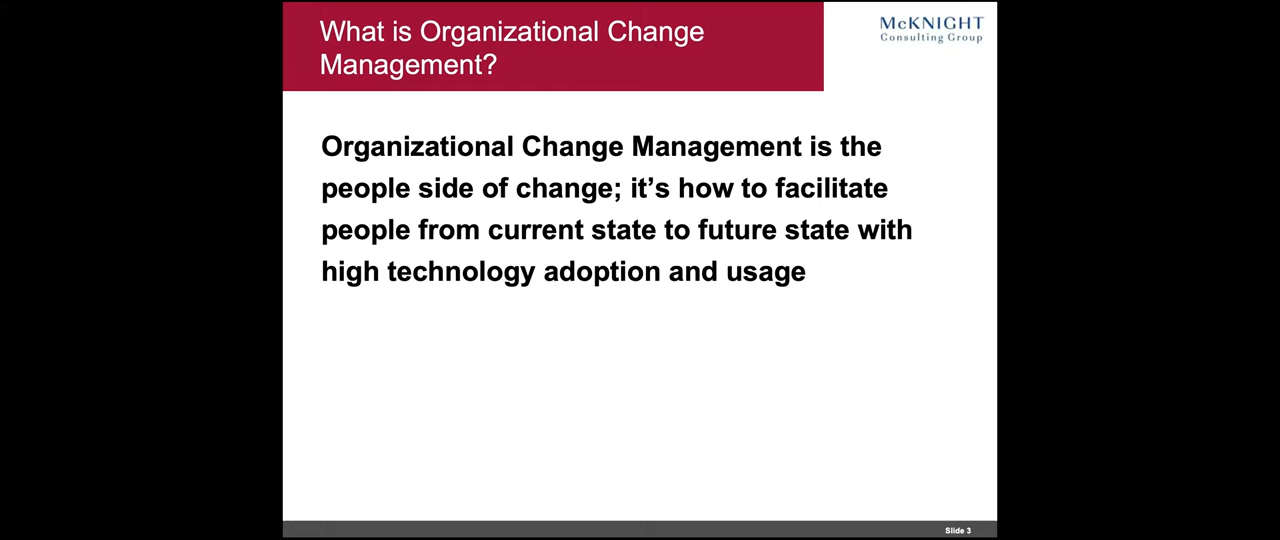 What is Organizational Change
Management?
McKNIGHT
Consulting Group
Organizational Change Management is the
people side of change; it’s how to facilitate
people from current state to future state with
high technology adoption and usage
Slide 3